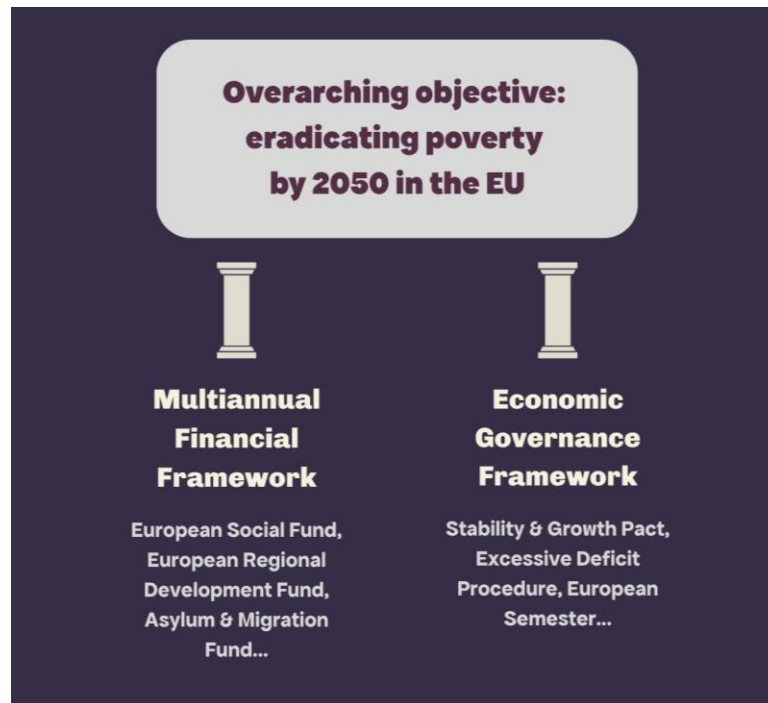 Overarching objective:
eradicating poverty
by 2050 in the EU
Multiannual
Financial
Framework
European Social Fund,
European Regional
Development Fund,
Asylum & Migration
Fund...
Economic
Governance
Framework
Stability & Growth Pact,
Excessive Deficit
Procedure, European
Semester...